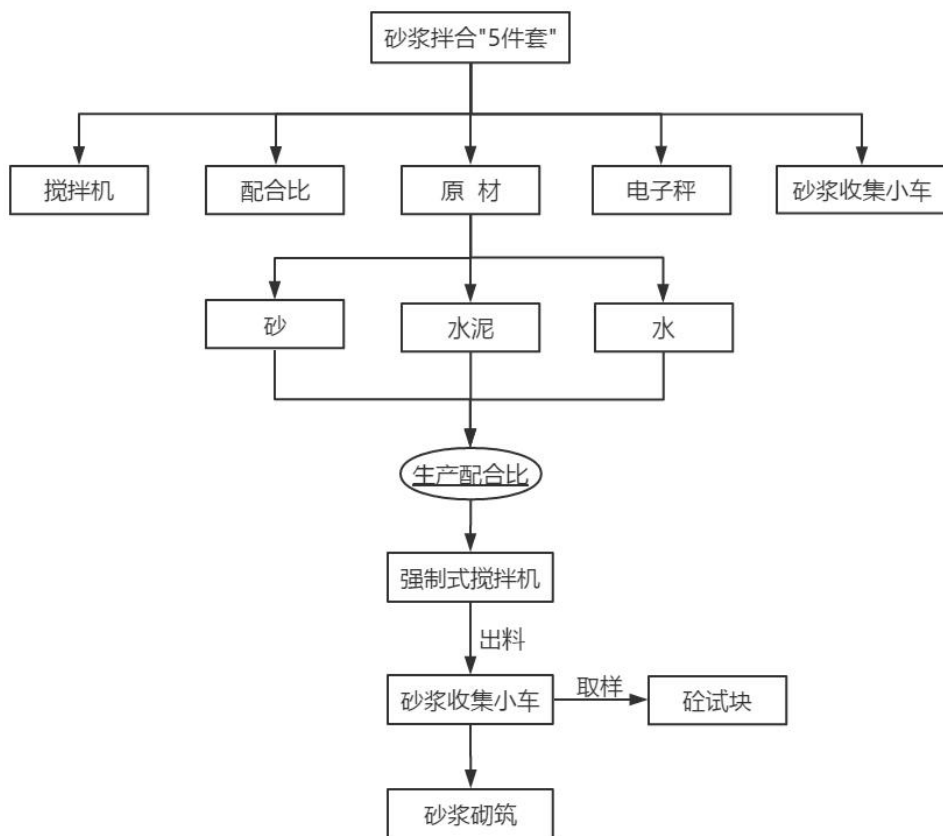 砂浆拌合"5件套"
搅拌机
配合比
原 材
电子秤
砂浆收集小车
砂
水泥
水
生产配合比
强制式搅拌机
出料
砂浆收集小车
取样
砼试块
砂浆砌筑